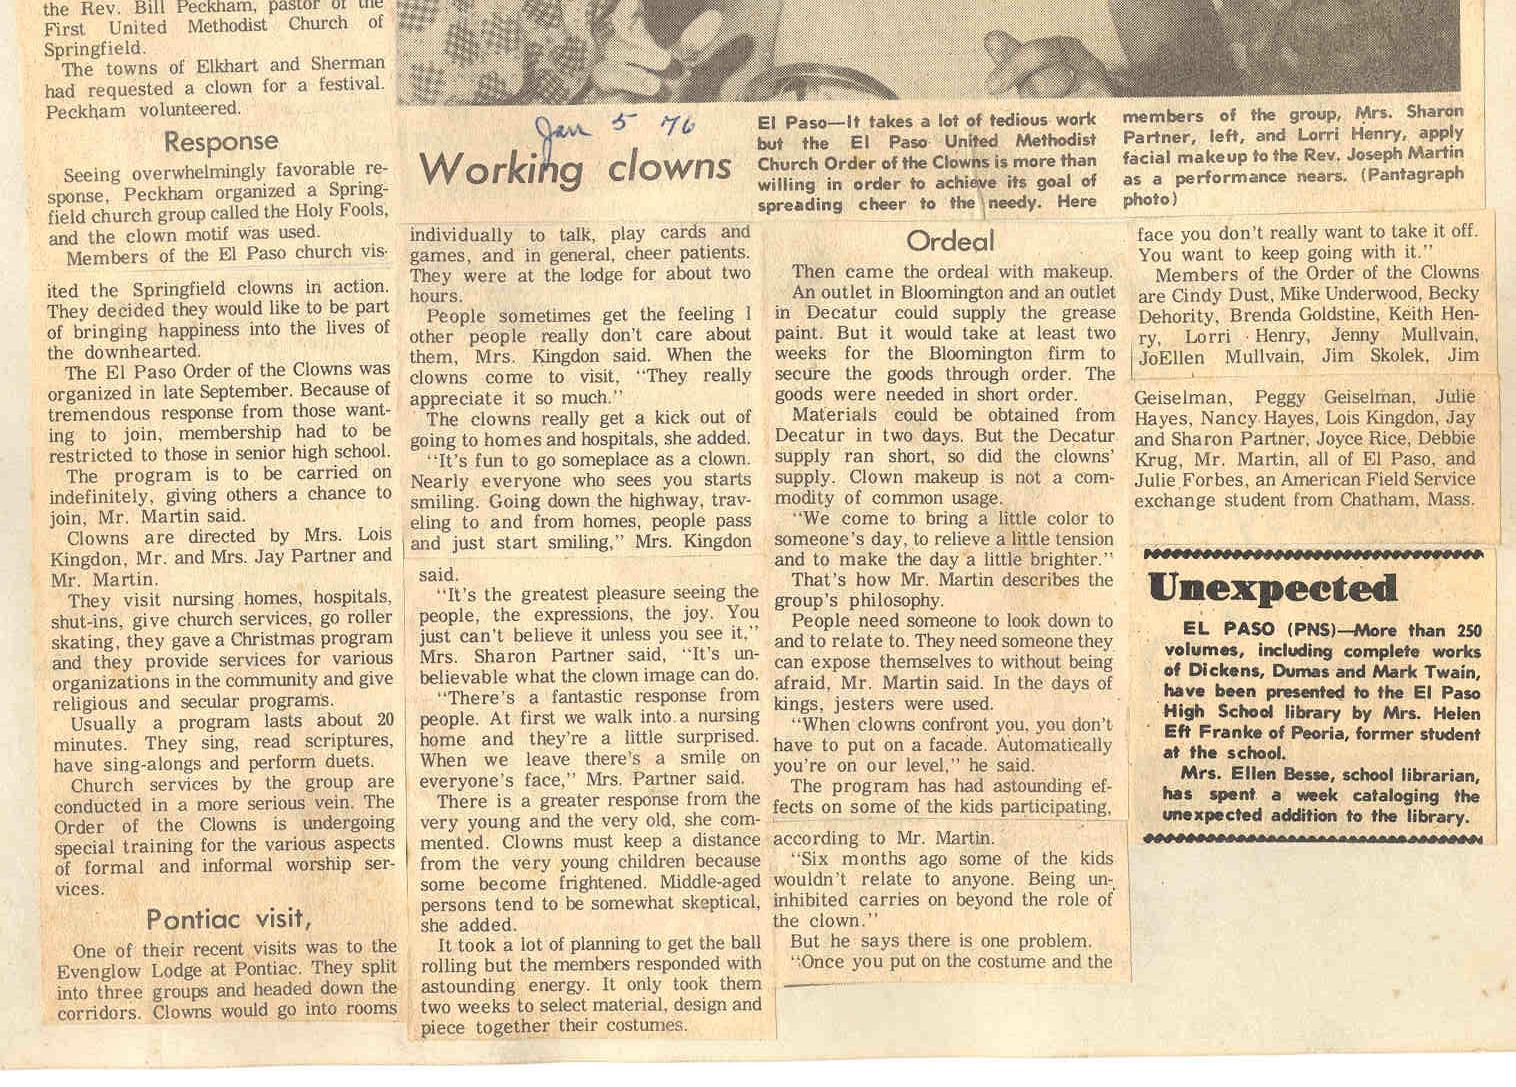 the Rev. Bill Peckham, pastor of the
First United Methodist Church of
Springfield.
The towns of Elkhart and Sherman
had requested a clown for a festival.
Peckham volunteered.
Response
Seeing overwhelmingly favorable re-
sponse, Peckham organized a Spring-
field church group called the Holy Fools,
and the clown motif was used.
Members of the El Paso church vis-
ited the Springfield clowns in action.
They decided they would like to be part
of bringing happiness into the lives of
the downhearted.
The El Paso Order of the Clowns was
organized in late September. Because of
tremendous response from those want-
ing to join, membership had to be
restricted to those in senior high school.
The program is to be carried on
indefinitely, giving others a chance to
join, Mr. Martin said.
Clowns are directed by Mrs. Lois
Kingdon, Mr. and Mrs. Jay Partner and
Mr. Martin.
They visit nursing homes, hospitals,
shut-ins, give church services, go roller
skating, they gave a Christmas program
and they provide services for various
organizations in the community and give
religious and secular programs.
Usually a program lasts about 20
minutes. They sing, read scriptures,
have sing-alongs and perform duets.
Church services by the group are
conducted in a more serious vein. The
Order of the Clowns is undergoing
special training for the various aspects
of formal and informal worship ser-
vices.
Pontiac visit,
One of their recent visits was to the
Evenglow Lodge at Pontiac. They split
into three groups and headed down the
corridors. Clowns would go into rooms
Jan 5 76
Working clowns
El Paso—It takes a lot of tedious work
but the El Paso United Methodist
Church Order of the Clowns is more than
willing in order to achieve its goal of
spreading cheer to the needy. Here
members of the group, Mrs. Sharon
Partner, left, and Lorri Henry, apply
facial makeup to the Rev. Joseph Martin
as a performance nears. (Pantagraph
photo)
individually to talk, play cards and
games, and in general, cheer patients.
They were at the lodge for about two
hours.
People sometimes get the feeling
other people really don't care about
them, Mrs. Kingdon said. When the
clowns come to visit, "They really
appreciate it so much."
The clowns really get a kick out of
going to homes and hospitals, she added.
"It's fun to go someplace as a clown.
Nearly everyone who sees you starts
smiling. Going down the highway, trav-
eling to and from homes, people pass
and just start smiling," Mrs. Kingdon
said.
"It's the greatest pleasure seeing the
people, the expressions, the joy. You
just can't believe it unless you see it,"
Mrs. Sharon Partner said, "It's un-
believable what the clown image can do.
"There's a fantastic response from
people. At first we walk into a nursing
home and they're a little surprised.
When we leave there's a smile on
everyone's face," Mrs. Partner said.
There is a greater response from the
very young and the very old, she com-
mented. Clowns must keep a distance
from the very young children because
some become frightened. Middle-aged
persons tend to be somewhat skeptical,
she added.
It took a lot of planning to get the ball
rolling but the members responded with
astounding energy. It only took them
two weeks to select material, design and
piece together their costumes.
Ordeal
Then came the ordeal with makeup.
An outlet in Bloomington and an outlet
in Decatur could supply the grease
paint. But it would take at least two
weeks for the Bloomington firm to
secure the goods through order. The
goods were needed in short order.
Materials could be obtained from
Decatur in two days. But the Decatur
supply ran short, so did the clowns'
supply. Clown makeup is not a com-
modity of common usage.
"We come to bring a little color to
someone's day, to relieve a little tension
and to make the day a little brighter."
That's how Mr. Martin describes the
group's philosophy.
People need someone to look down to
and to relate to. They need someone they
can expose themselves to without being
afraid, Mr. Martin said. In the days of
kings, jesters were used.
"When clowns confront you, you don't
have to put on a facade. Automatically
you're on our level," he said.
The program has had astounding ef-
fects on some of the kids participating,
according to Mr. Martin.
"Six months ago some of the kids
wouldn't relate to anyone. Being un-
inhibited carries on beyond the role of
the clown."
But he says there is one problem.
"Once you put on the costume and the
face you don't really want to take it off.
You want to keep going with it."
Members of the Order of the Clowns
are Cindy Dust, Mike Underwood, Becky
Dehority, Brenda Goldstine, Keith Hen-
ry, Lorri Henry, Jenny Mullvain,
JoEllen Mullvain, Jim Skolek, Jim
Geiselman, Peggy Geiselman, Julie
Hayes, Nancy Hayes, Lois Kingdon, Jay
and Sharon Partner, Joyce Rice, Debbie
Krug, Mr. Martin, all of El Paso, and
Julie Forbes, an American Field Service
exchange student from Chatham, Mass.
Unexpected
EL PASO (PNS)—More than 250
volumes, including complete works
of Dickens, Dumas and Mark Twain,
have been presented to the El Paso
High School library by Mrs. Helen
Eft Franke of Peoria, former student
at the school.
Mrs. Ellen Besse, school librarian,
has spent a week cataloging the
unexpected addition to the library.